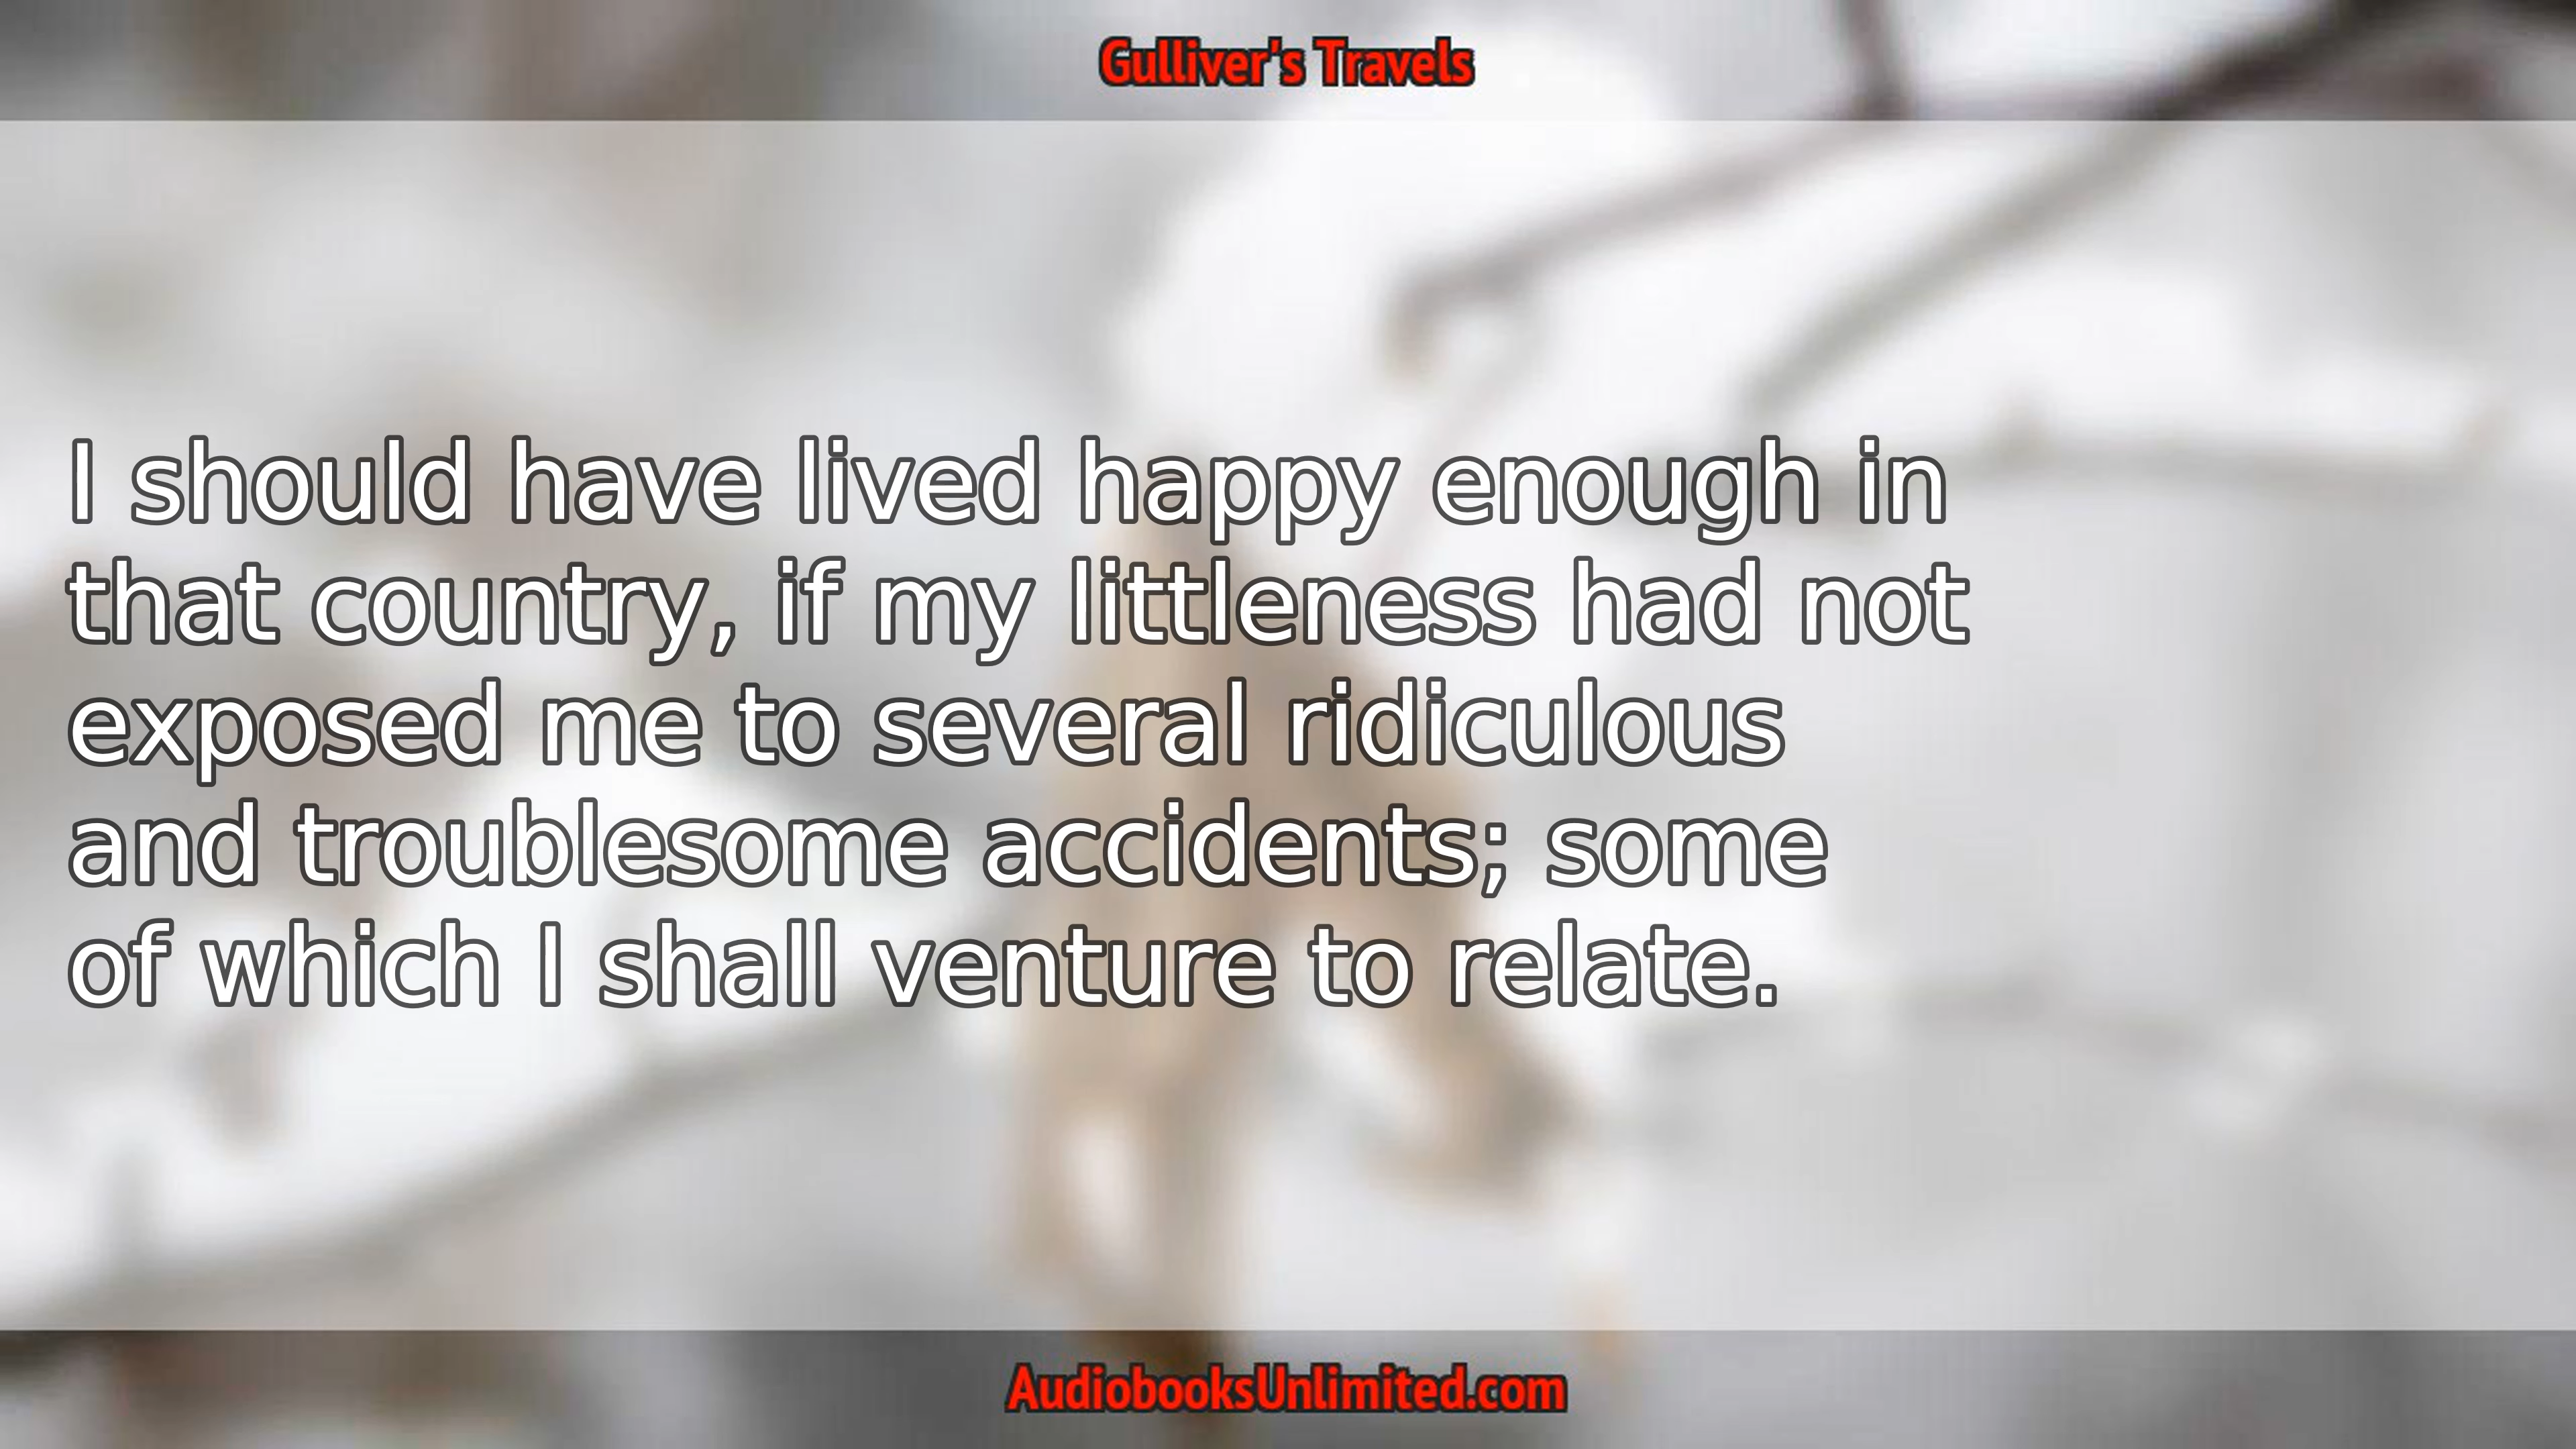 Gulliver's Travels
I should have lived happy enough in
that country, if my littleness had not
exposed me to several ridiculous
and troublesome accidents; some
of which I shall venture to relate.
AudiobooksUnlimited.com